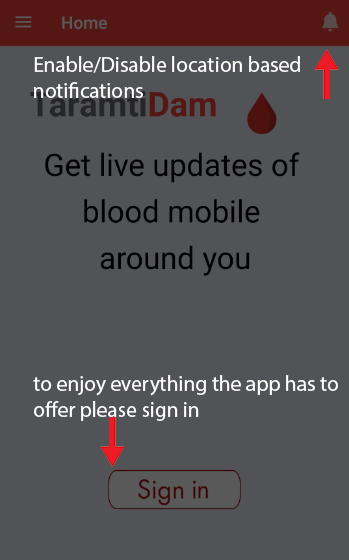 Home
Enable/Disable location based
notifications
TaramtiDam
Get live updates of
blood mobile
around you
to enjoy everything the app has to
offer please sign in
Sign in